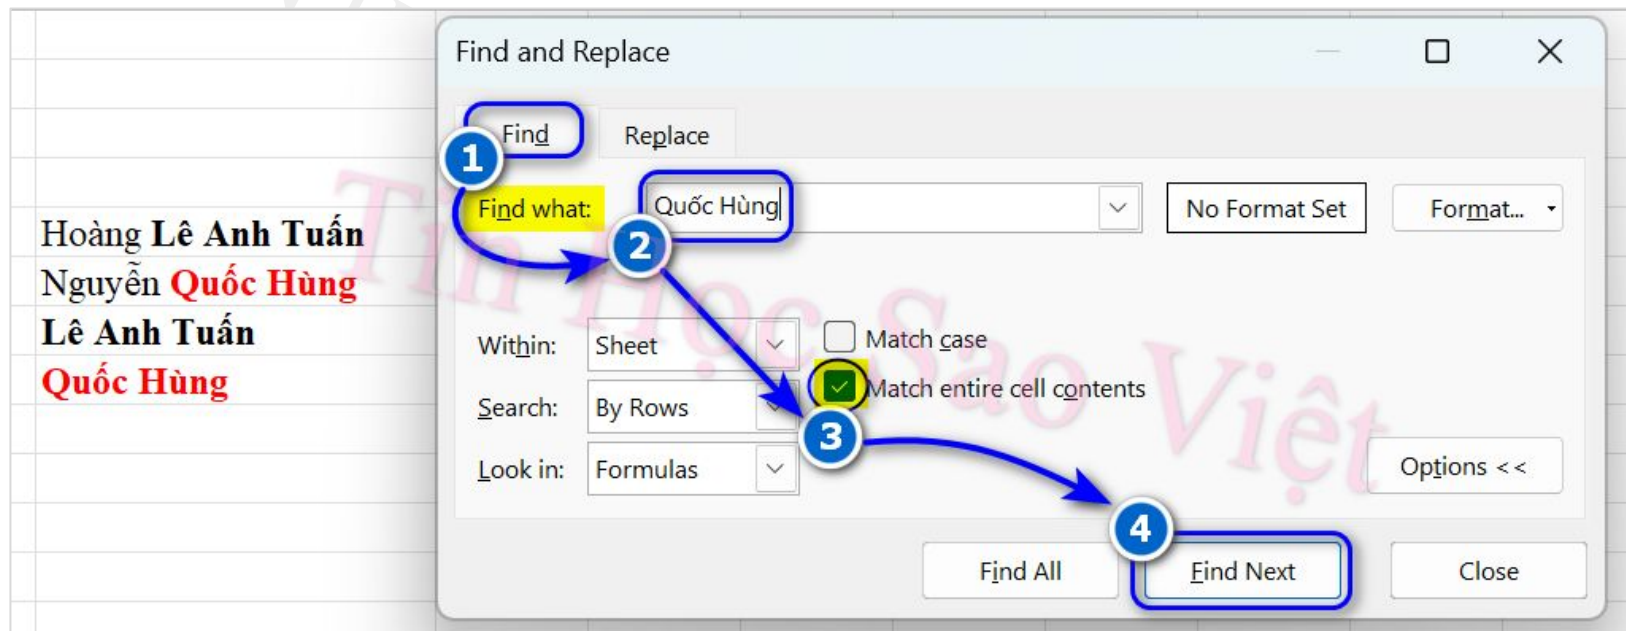 Find and Replace
Find
Replace
1
Find what:
Quốc Hùng
No Format Set
Format...
2
Hoàng Lê Anh Tuấn
Nguyễn Quốc Hùng
Lê Anh Tuấn
Quốc Hùng
Within:
Sheet
Match case
Match entire cell contents
Search:
By Rows
3
Look in:
Formulas
Options <<
4
Find All
Find Next
Close
Tin Học Sao Việt